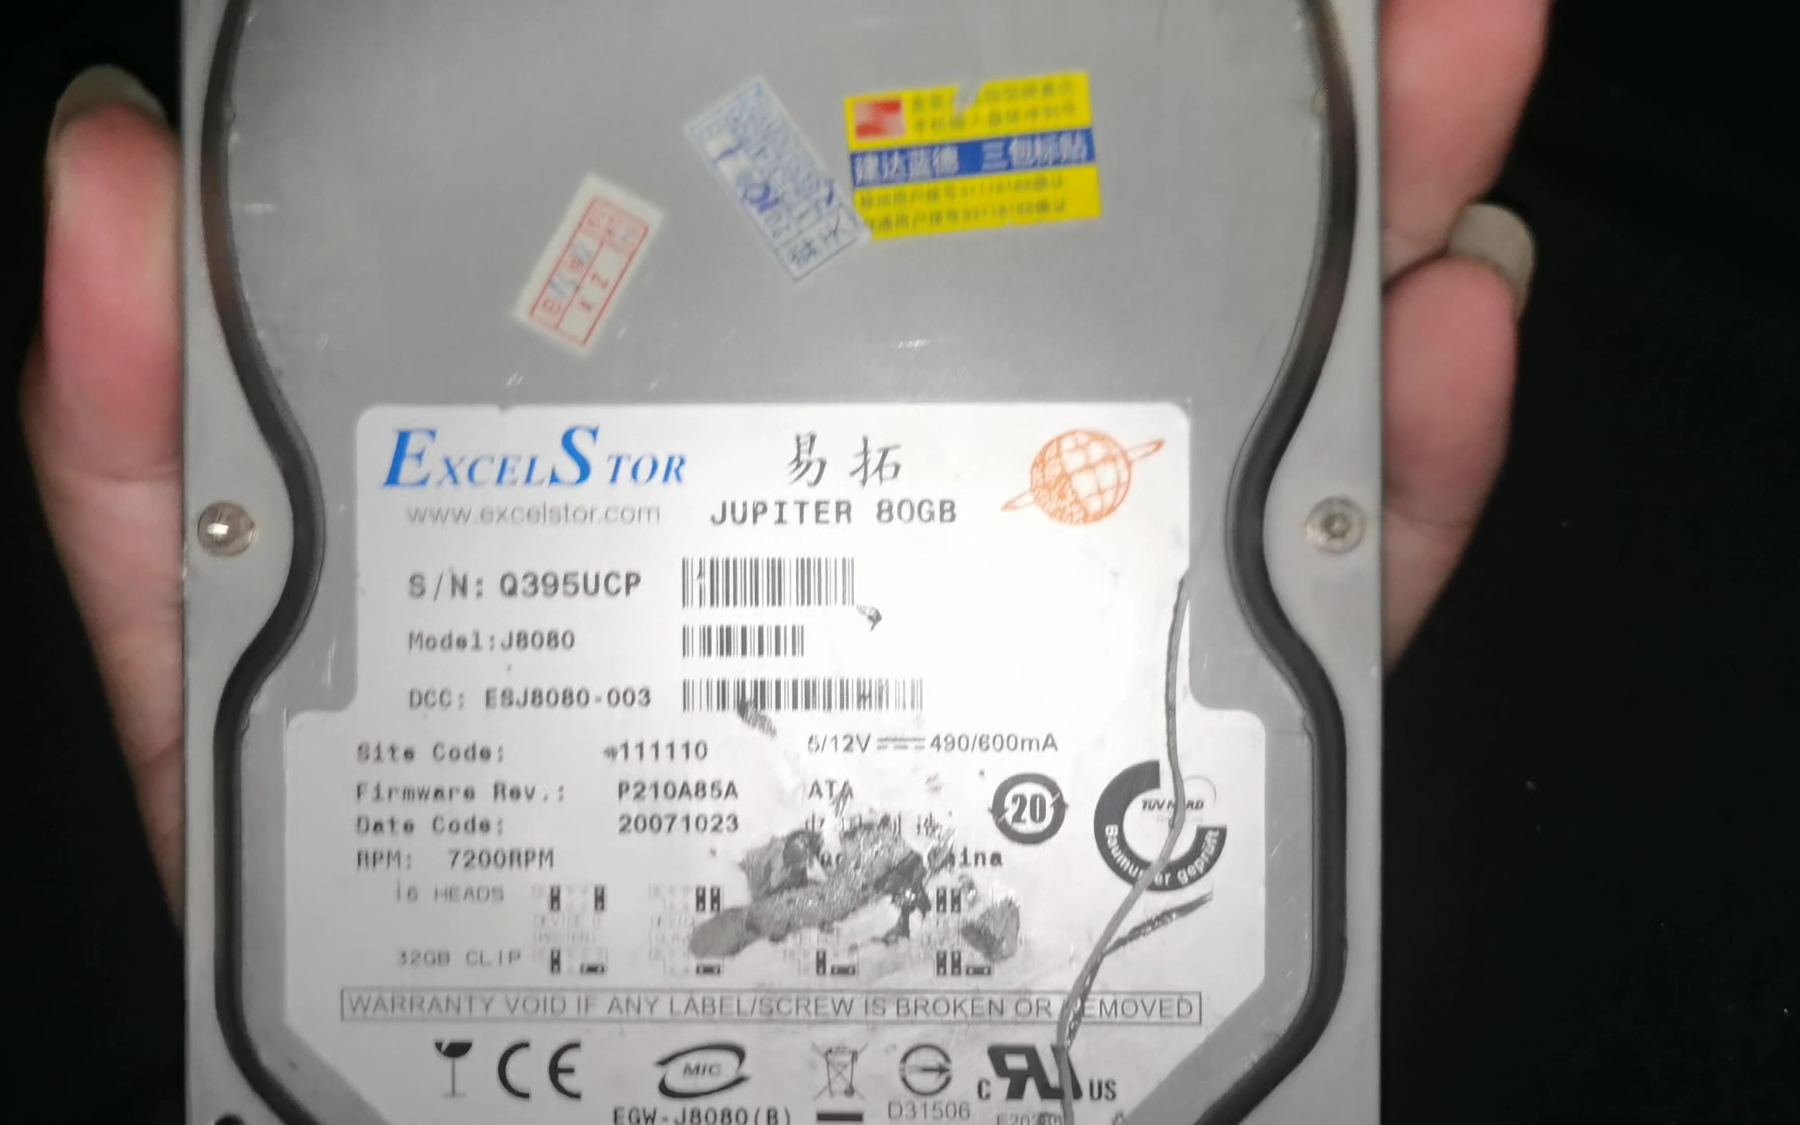 建达蓝德 三包标贴
EXCELSTOR 易拓
www.excelstor.com JUPITER 80GB
S/N: Q395UCP
Model:J8080
DCC: ESJ8080-003
Site Code: 111110 5/12V 490/600mA
Firmware Rev.: P210A85A ATA
Date Code: 20071023
20
TUV
RPM: 7200RPM
Baumuster geprüft
16 HEADS
32GB CLIP
WARRANTY VOID IF ANY LABEL/SCREW IS BROKEN OR REMOVED
CE MIC
C US
EGW-J8080(B) D31506